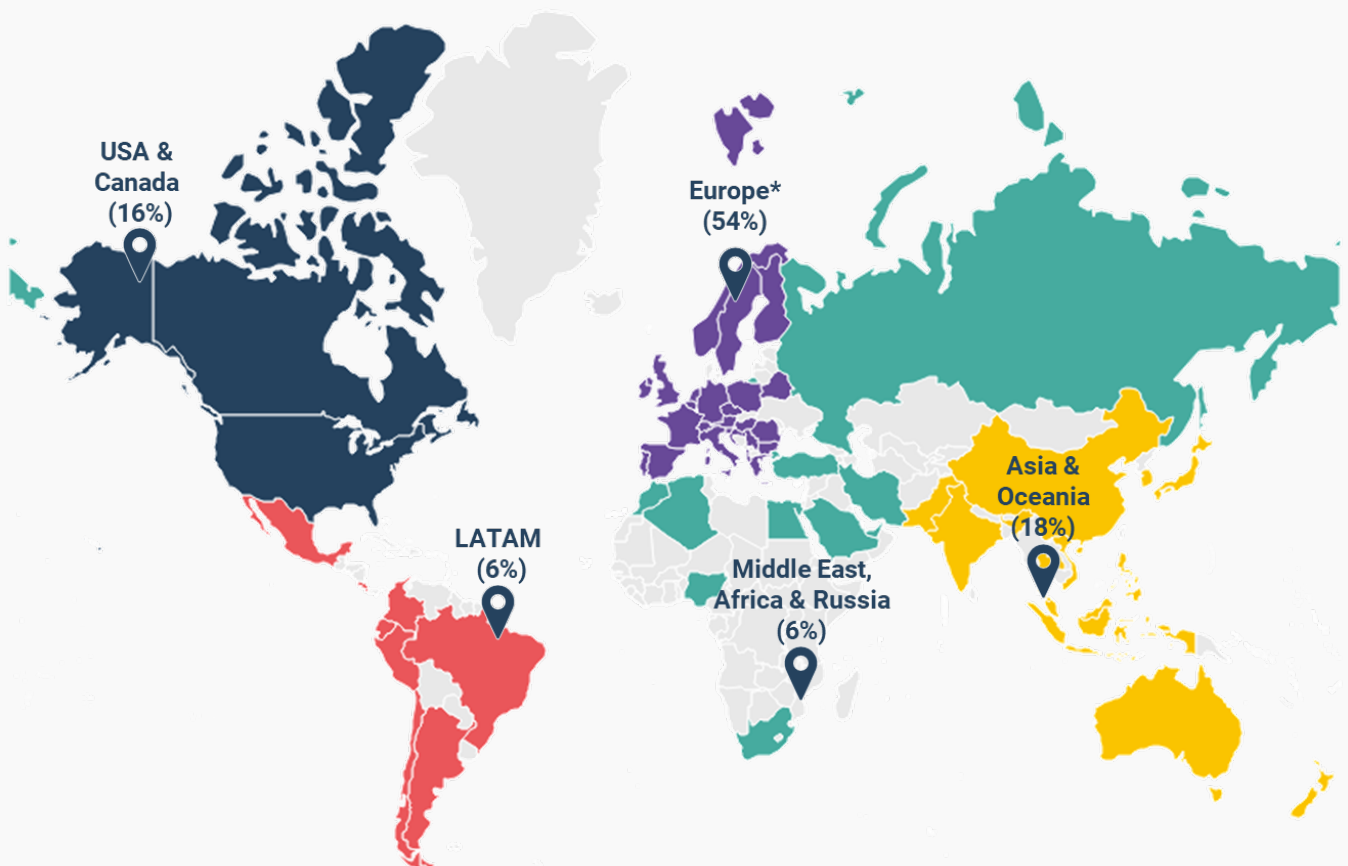 USA &
Canada
(16%)
Europe*
(54%)
Asia &
Oceania
(18%)
LATAM
(6%)
Middle East,
Africa & Russia
(6%)